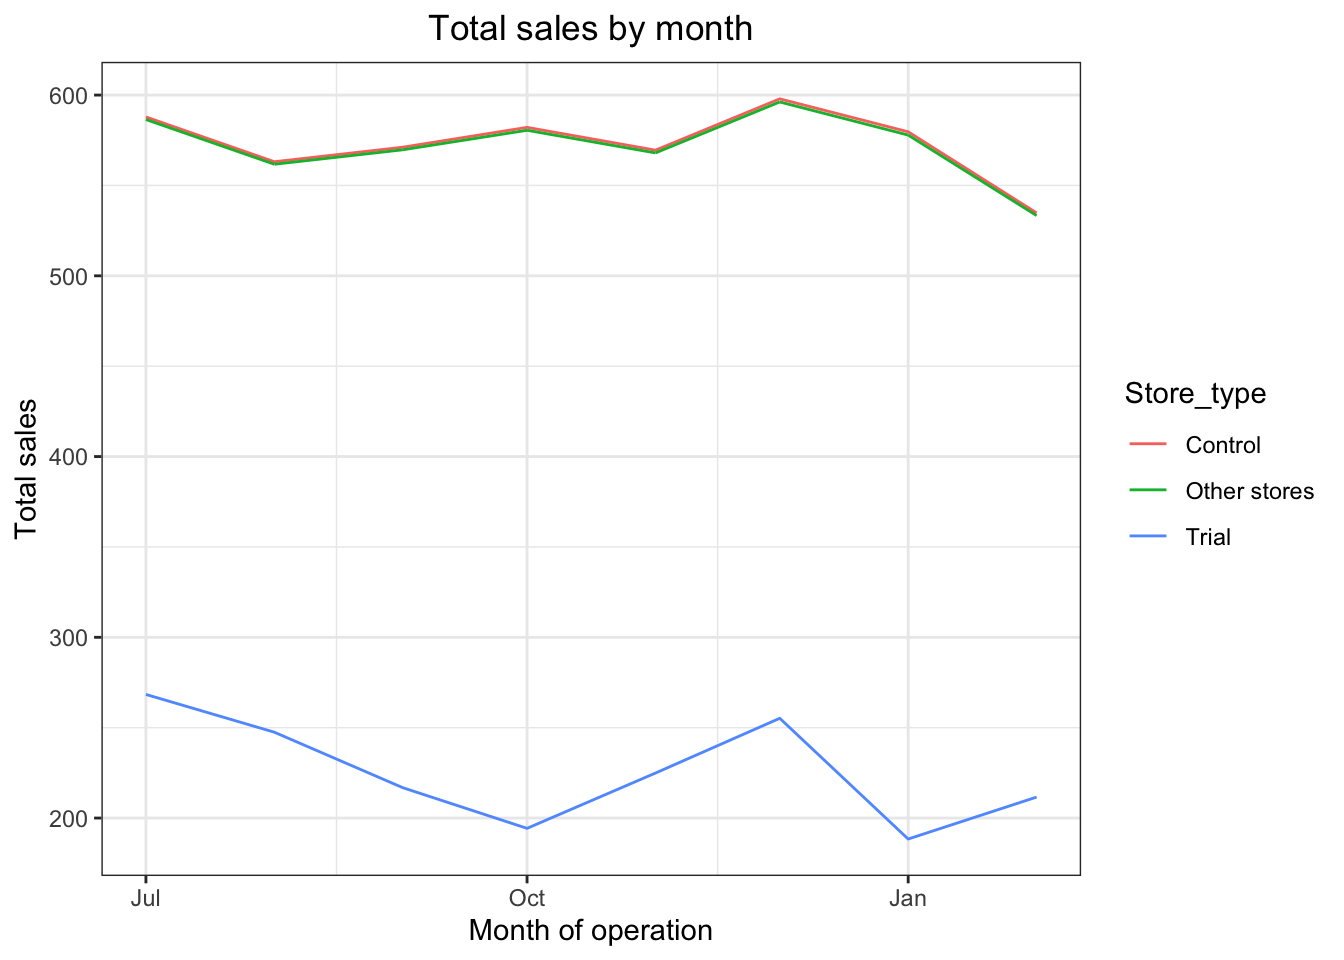 Total sales by month
600
500
400
300
200
Total sales
Jul
Oct
Jan
Month of operation
Store_type
Control
Other stores
Trial